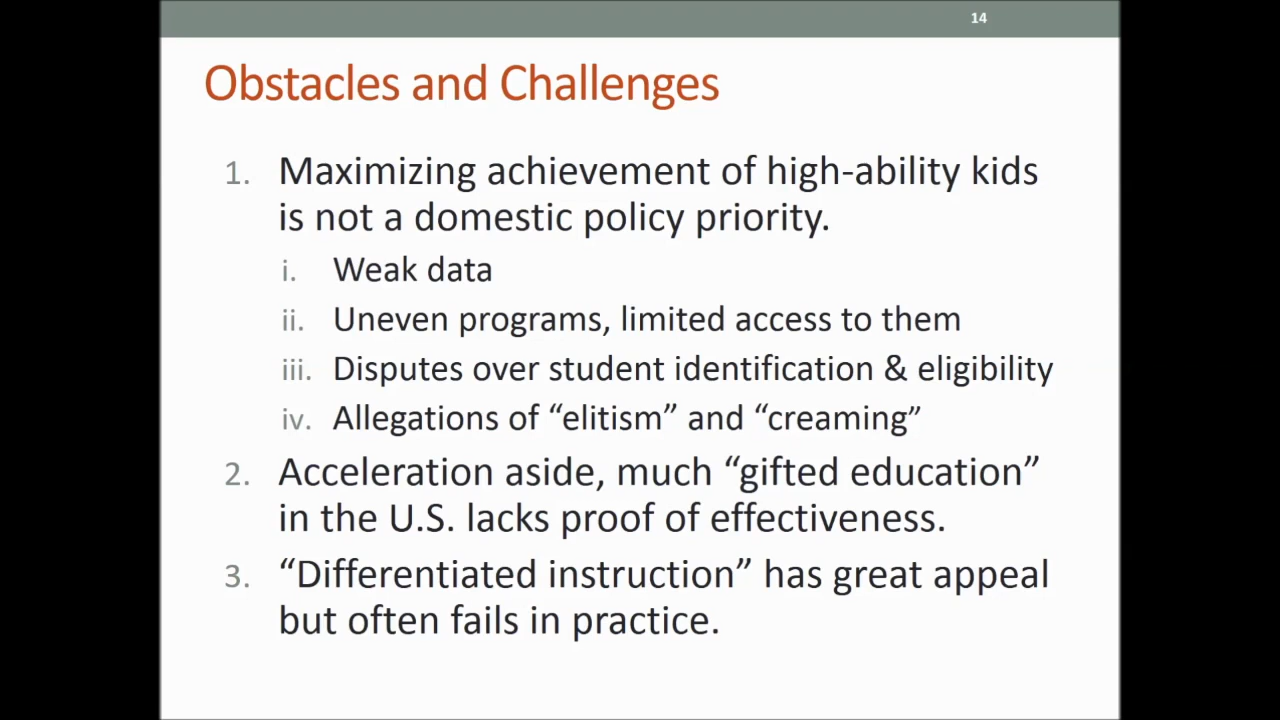 14
Obstacles and Challenges
1. Maximizing achievement of high-ability kids
is not a domestic policy priority.
i. Weak data
ii. Uneven programs, limited access to them
iii. Disputes over student identification & eligibility
iv. Allegations of “elitism” and “creaming”
2. Acceleration aside, much “gifted education”
in the U.S. lacks proof of effectiveness.
3. “Differentiated instruction” has great appeal
but often fails in practice.